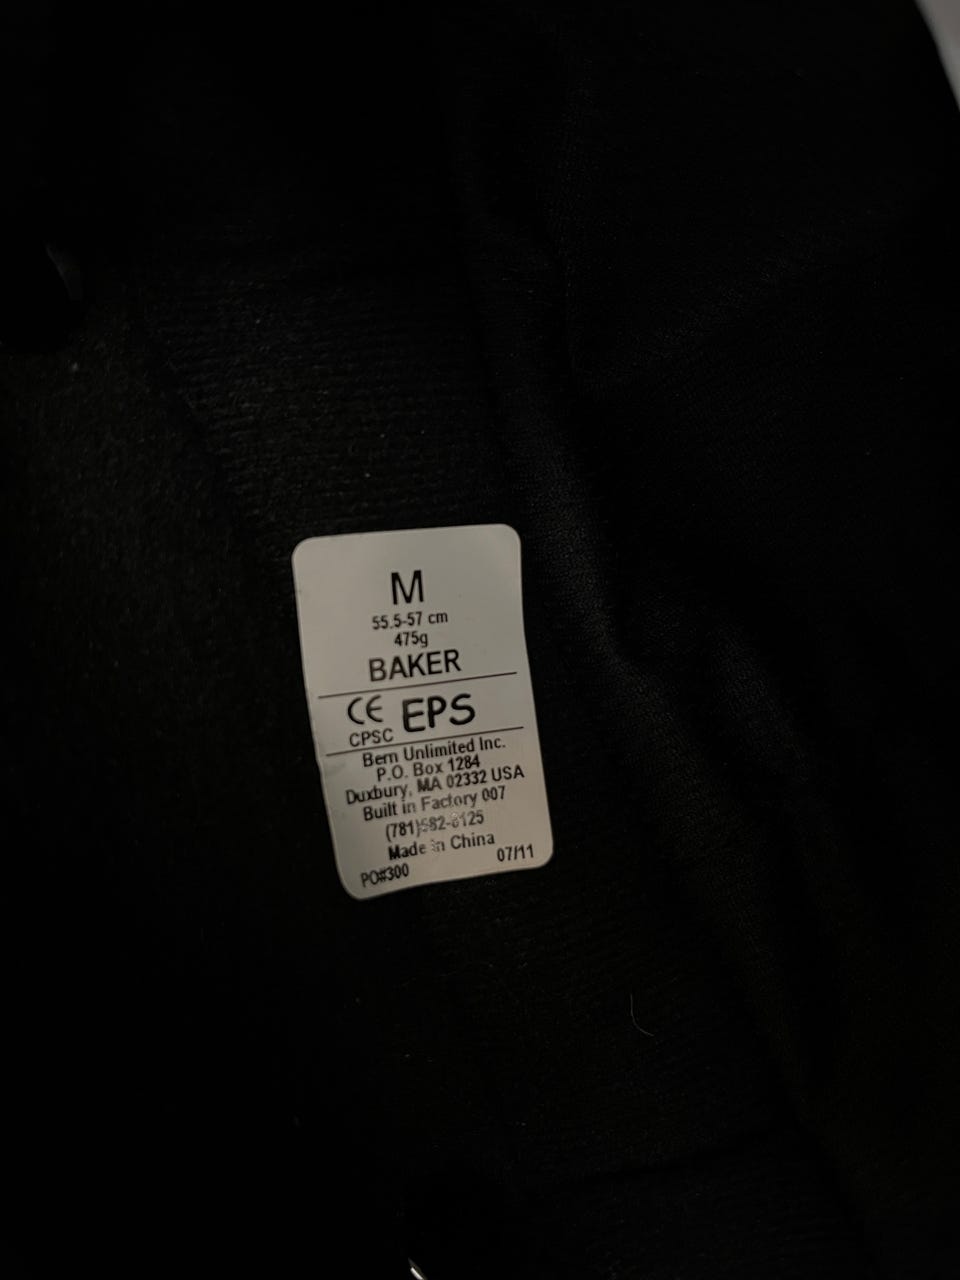 M
55.5-57 cm
475g
BAKER
CE EPS
CPSC
Bern Unlimited Inc.
P.O. Box 1284
Duxbury, MA 02332 USA
Built in Factory 007
(781)
Made in China
07/11
PO#300